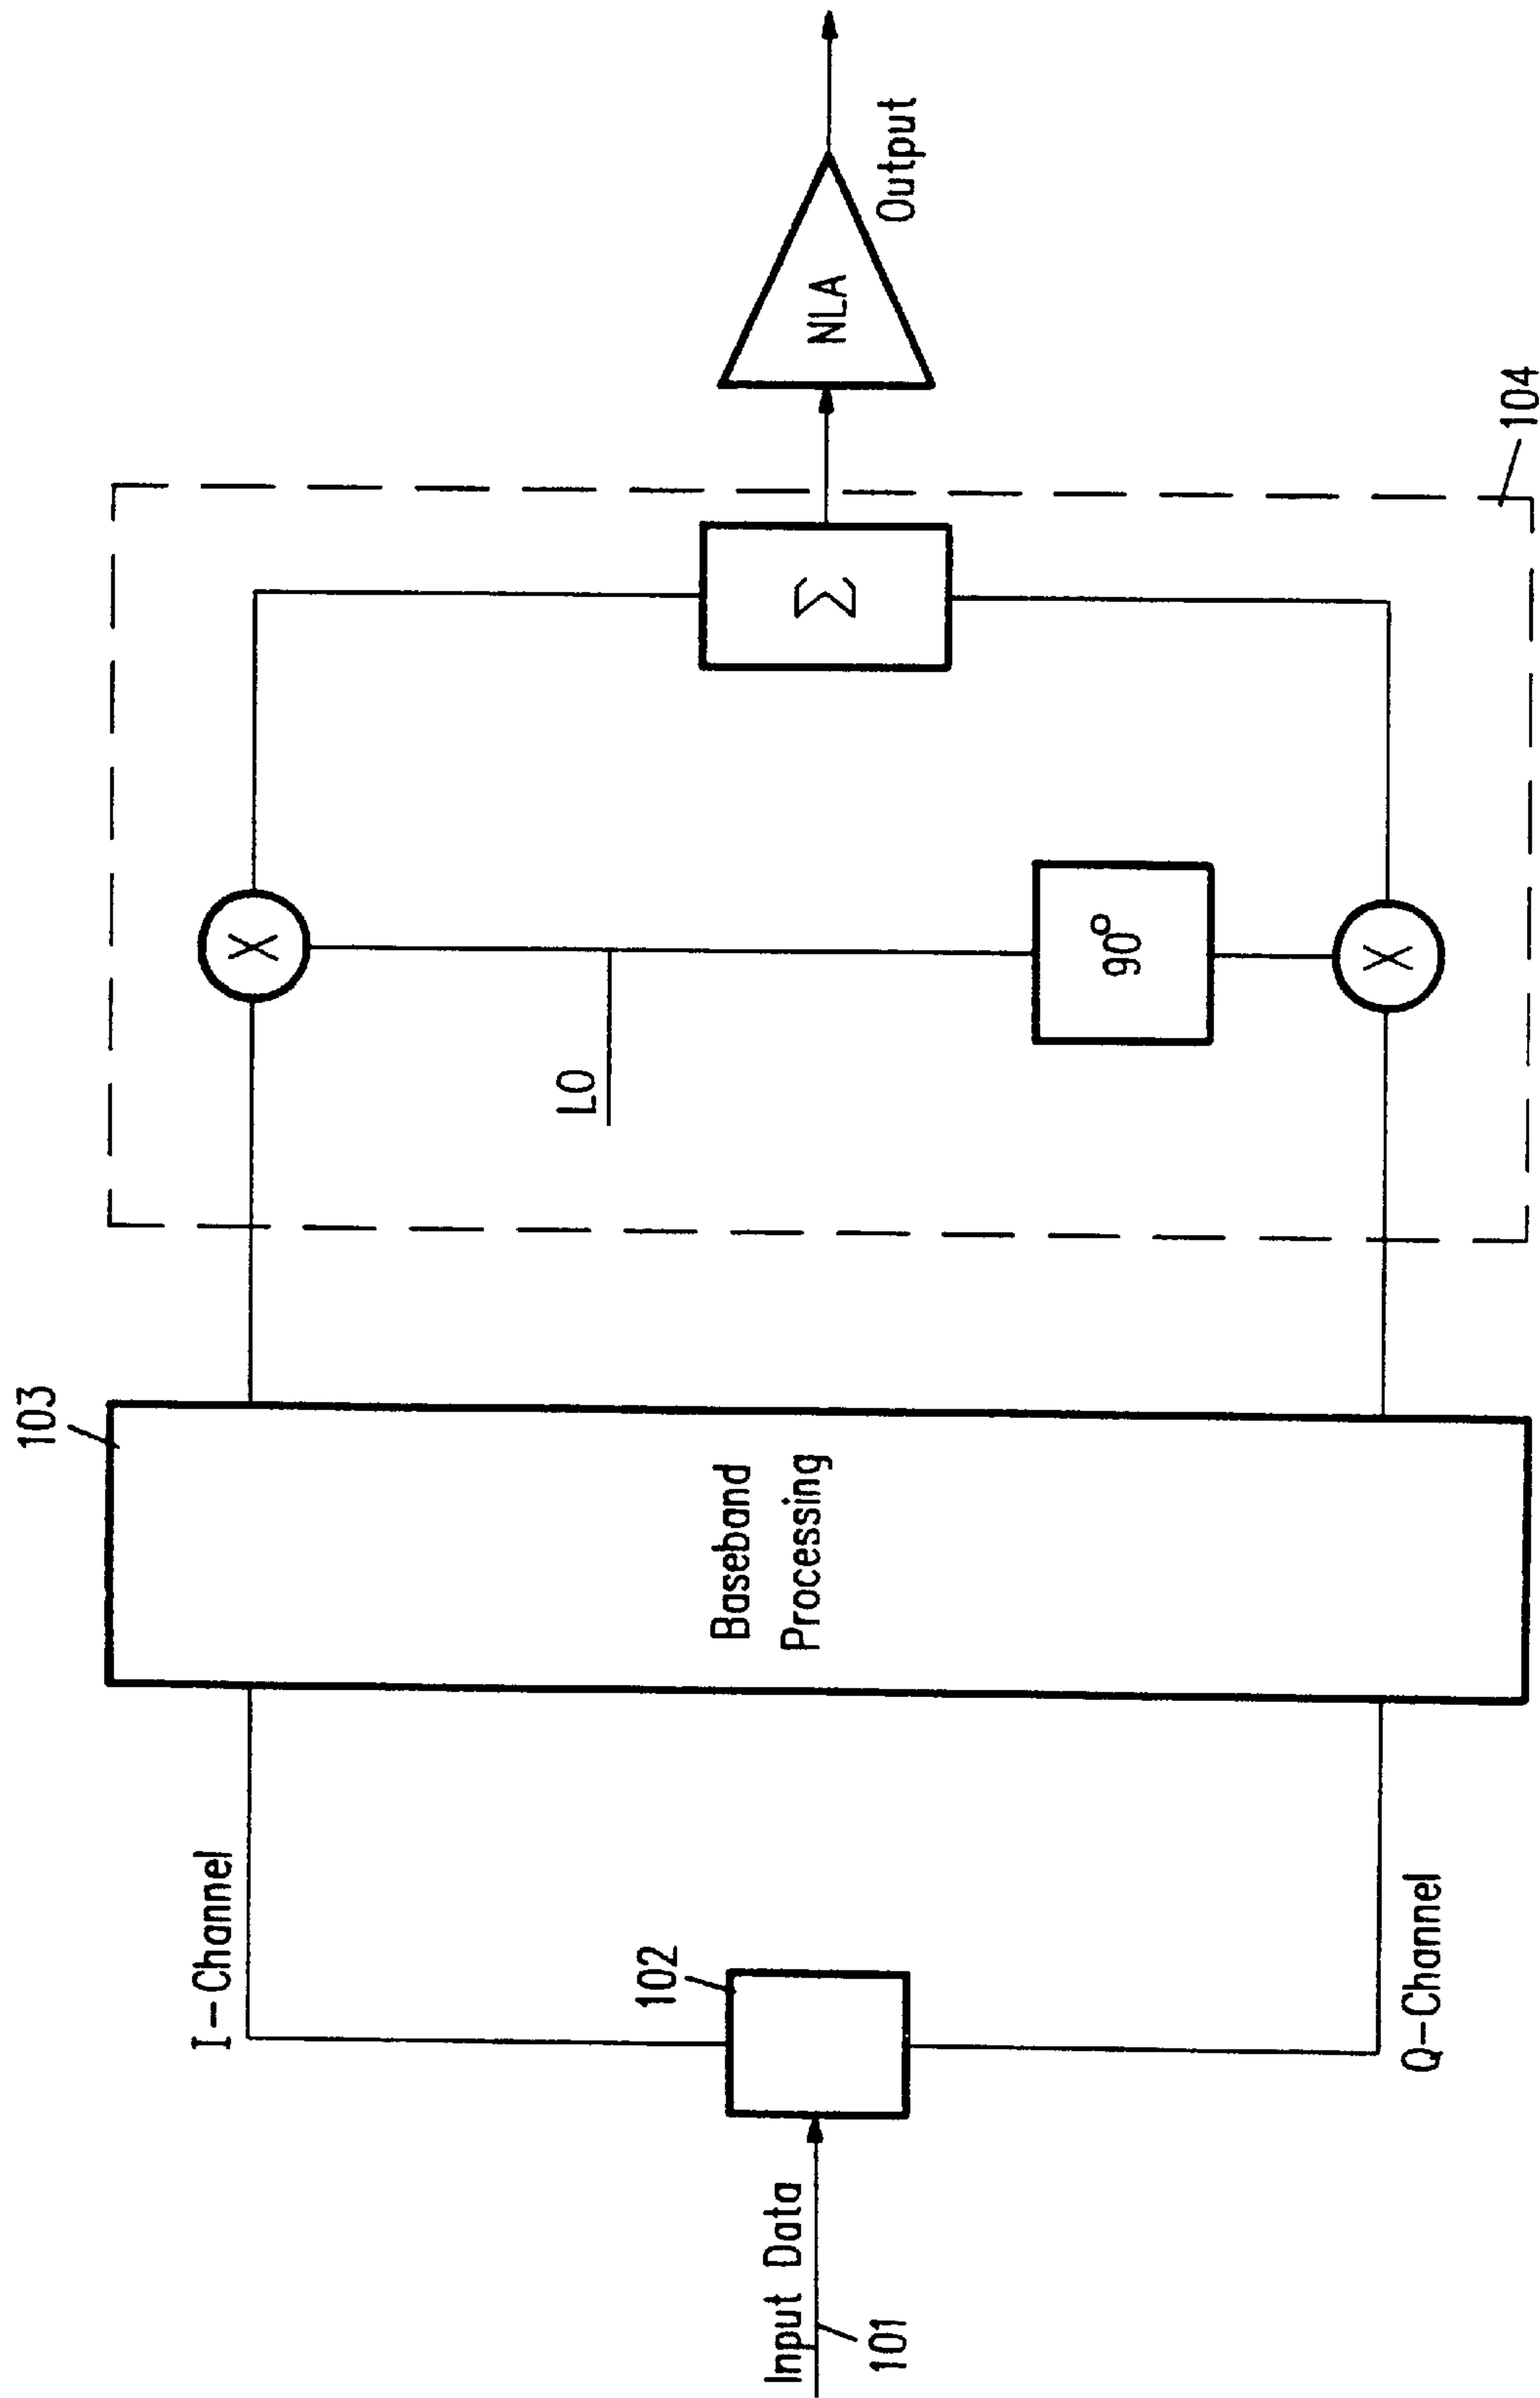 Input Data
101
102
I-Channel
Q-Channel
103
Baseband
Processing
X
LO
90°
X
Σ
104
NLA
Output